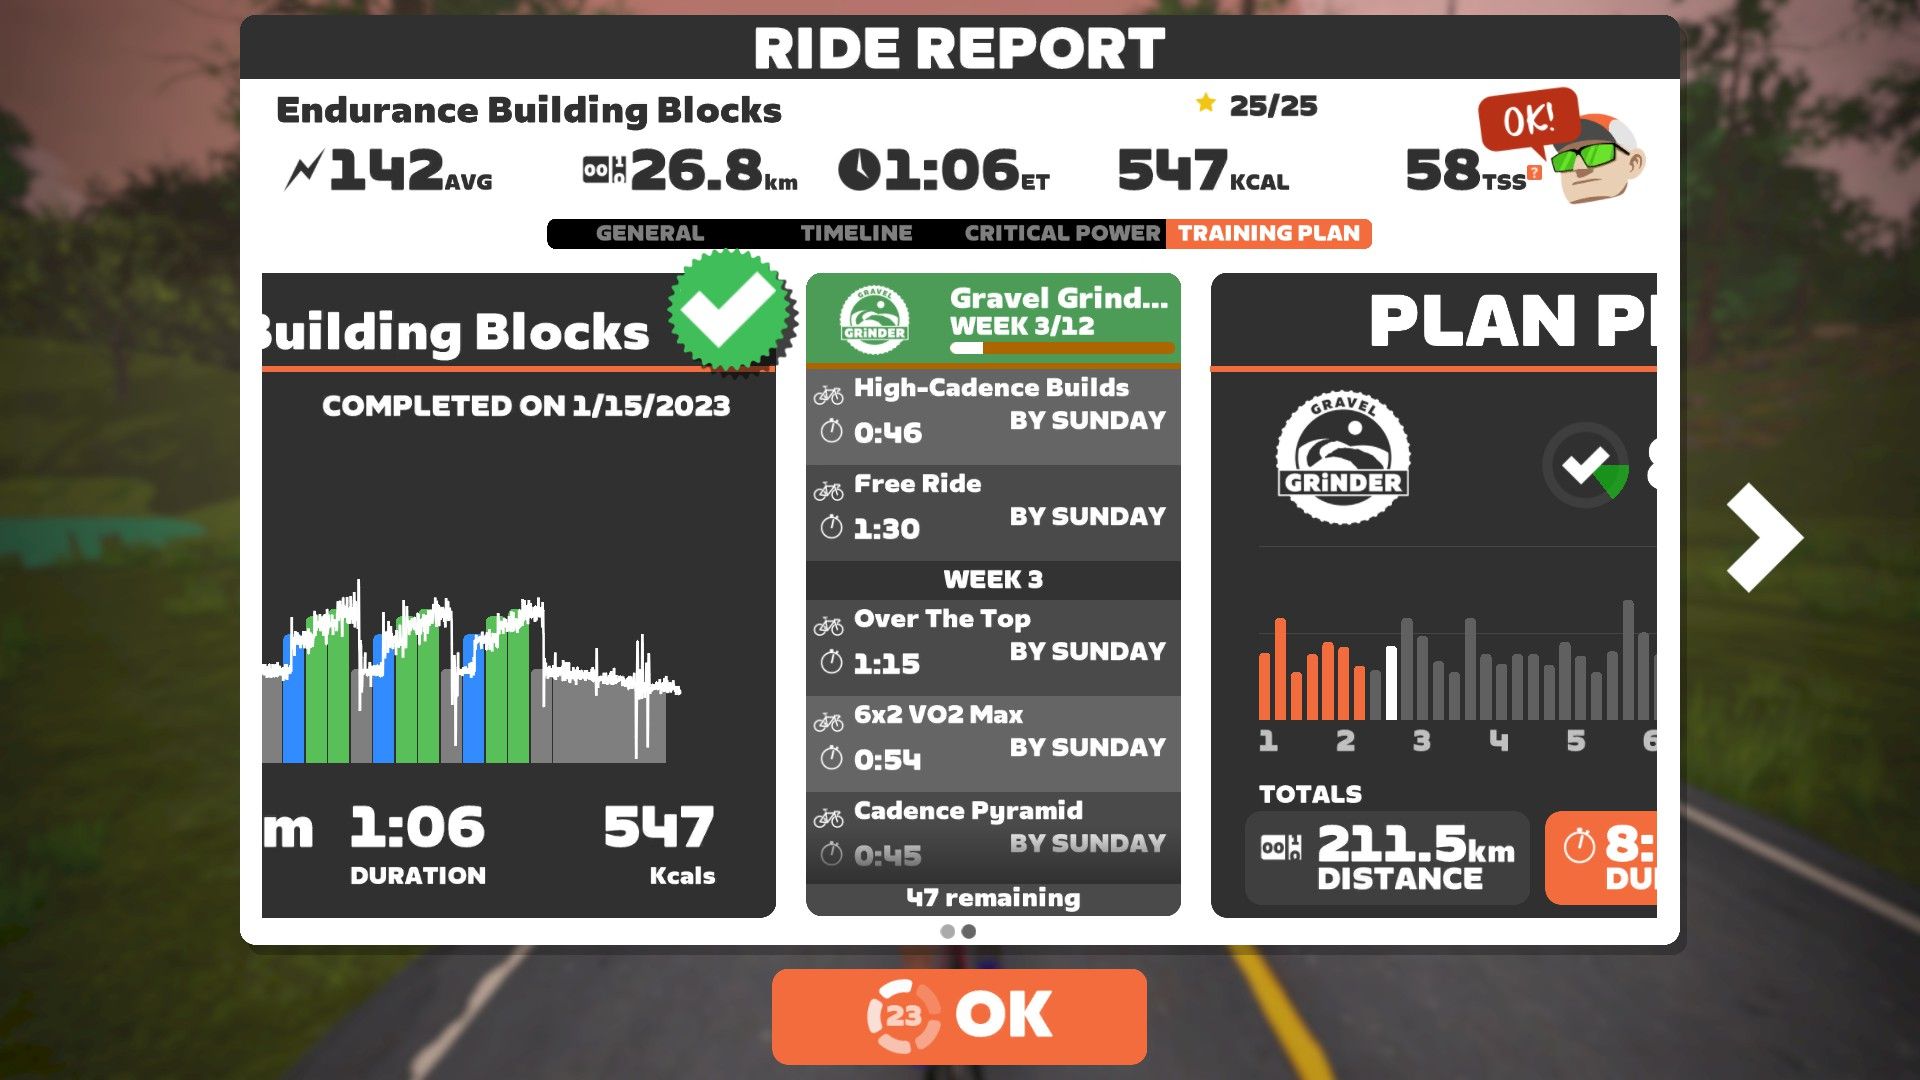 RIDE REPORT
Endurance Building Blocks
25/25
OK!
142AVG
26.8km
1:06ET
547KCAL
58TSS?
GENERAL
TIMELINE
CRITICAL POWER
TRAINING PLAN
Building Blocks
COMPLETED ON 1/15/2023
m
1:06
DURATION
547
Kcals
GRAVEL
GRiNDER
Gravel Grind...
WEEK 3/12
High-Cadence Builds
BY SUNDAY
0:46
Free Ride
BY SUNDAY
1:30
WEEK 3
Over The Top
BY SUNDAY
1:15
6x2 VO2 Max
BY SUNDAY
0:54
Cadence Pyramid
BY SUNDAY
0:45
47 remaining
PLAN
GRAVEL
GRiNDER
1 2 3 4 5 6
TOTALS
211.5km
DISTANCE
8:
23
OK